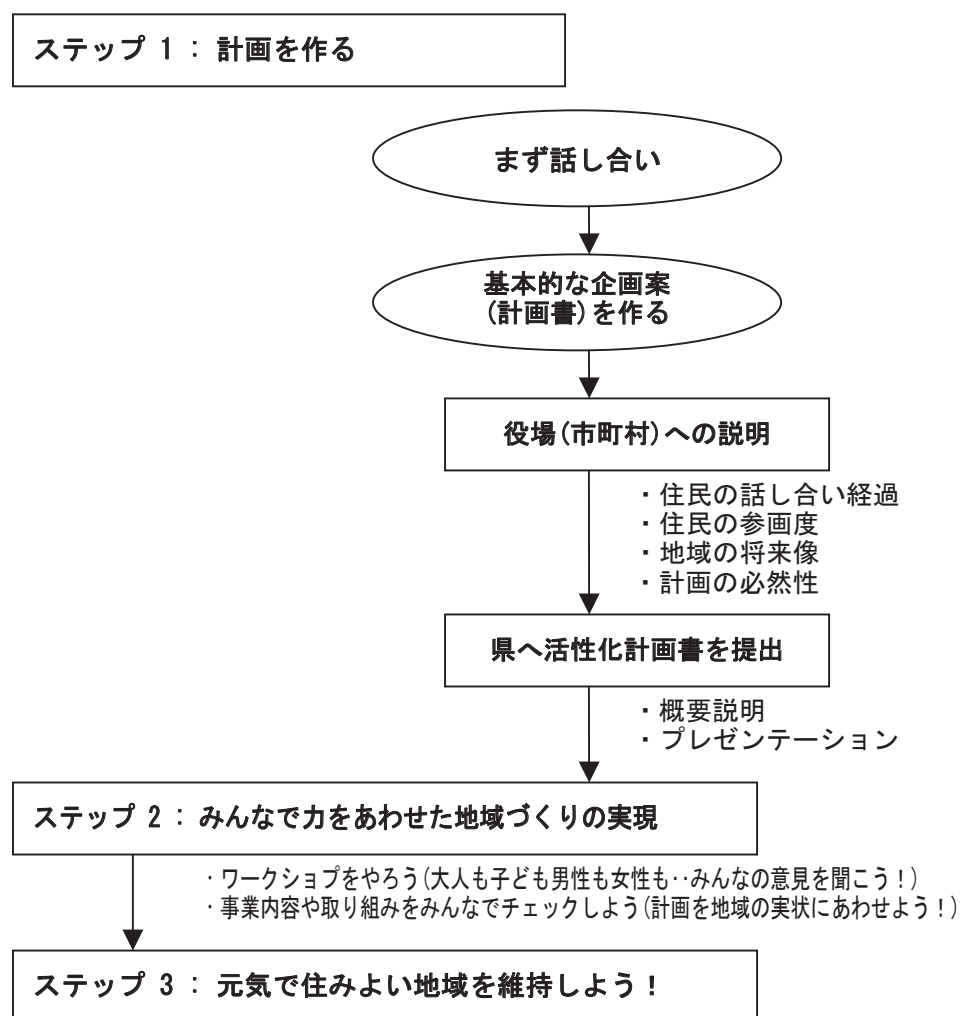 ステップ 1 : 計画を作る
まず話し合い
基本的な企画案
(計画書)を作る
役場(市町村)への説明
・住民の話し合い経過
・住民の参画度
・地域の将来像
・計画の必然性
県へ活性化計画書を提出
・概要説明
・プレゼンテーション
ステップ 2 : みんなで力をあわせた地域づくりの実現
・ワークショプをやろう(大人も子ども男性も女性も‥みんなの意見を聞こう!)
・事業内容や取り組みをみんなでチェックしよう(計画を地域の実状にあわせよう!)
ステップ 3 : 元気で住みよい地域を維持しよう!